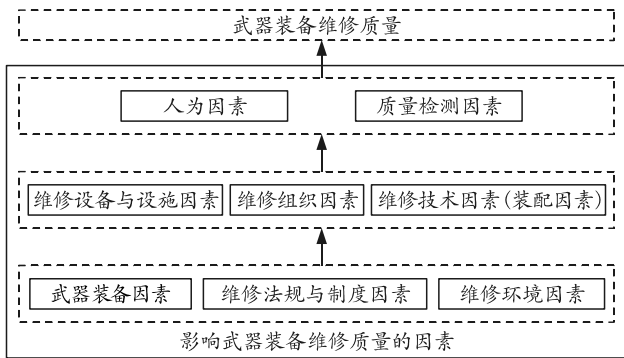 武器装备维修质量
人为因素 质量检测因素
维修设备与设施因素 维修组织因素 维修技术因素(装配因素)
武器装备因素 维修法规与制度因素 维修环境因素
影响武器装备维修质量的因素